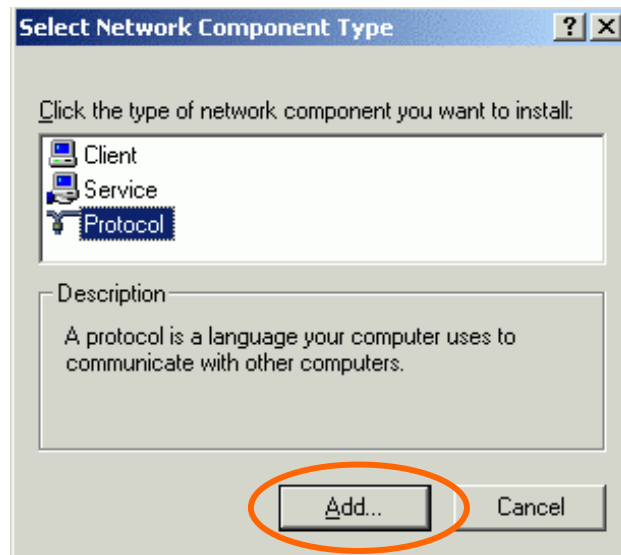 Select Network Component Type
Click the type of network component you want to install:
Client
Service
Protocol
Description
A protocol is a language your computer uses to
communicate with other computers.
Add...
Cancel